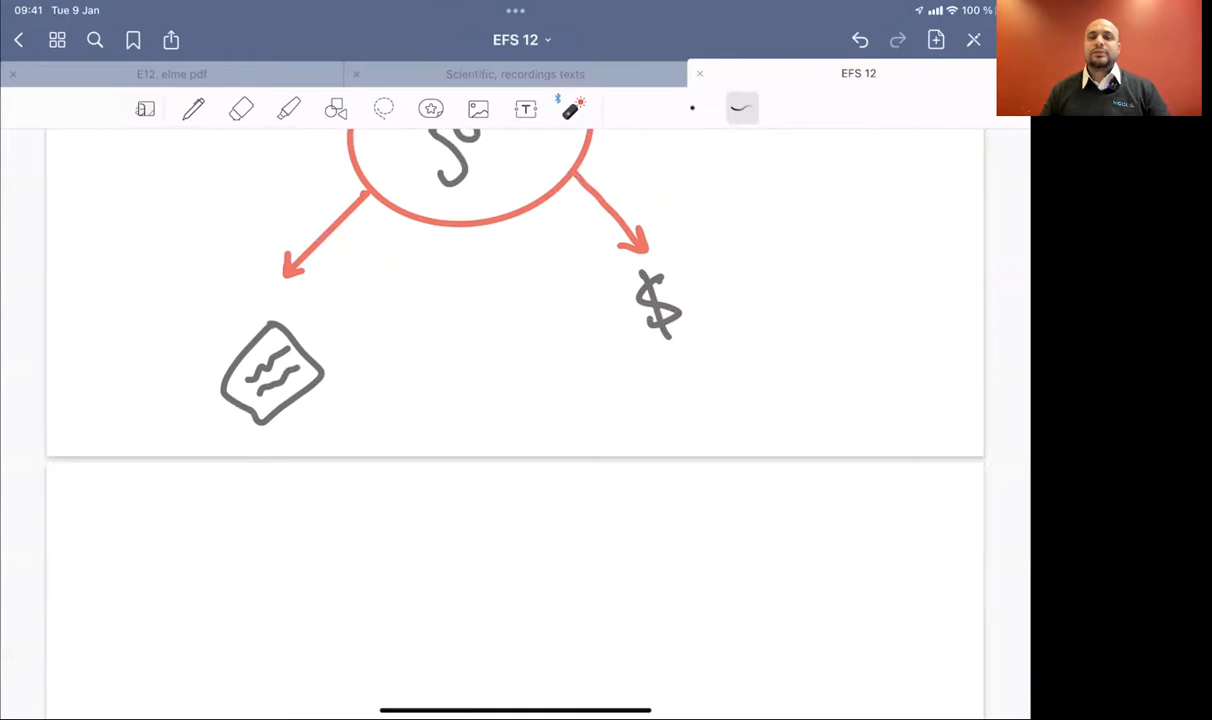 09:41 Tue 9 Jan
100 %
EFS 12
E12. elme pdf
Scientific, recordings texts
EFS 12
T
$